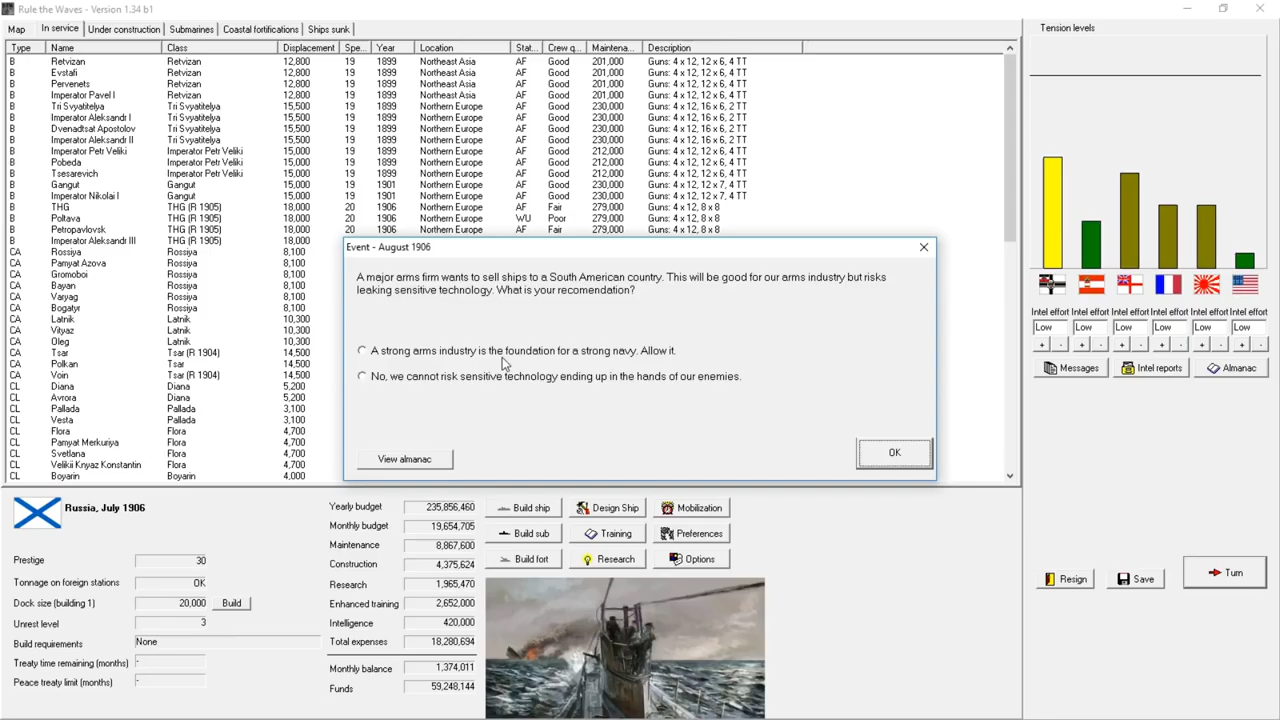 Rule the Waves - Version 1.34 b1
Map In service Under construction Submarines Coastal fortifications Ships sunk
Type Name Class Displacement Spe... Year Location Stat... Crew q... Maintena... Description
B Retvizan Retvizan 12,800 19 1899 Northeast Asia AF Good 201,000 Guns: 4 x 12, 12 x 6, 4 TT
B Evstafi Retvizan 12,800 19 1899 Northeast Asia AF Good 201,000 Guns: 4 x 12, 12 x 6, 4 TT
B Pervenets Retvizan 12,800 19 1899 Northeast Asia AF Good 201,000 Guns: 4 x 12, 12 x 6, 4 TT
B Imperator Pavel I Retvizan 12,800 19 1899 Northeast Asia AF Good 201,000 Guns: 4 x 12, 12 x 6, 4 TT
B Tri Svyatitelya Tri Svyatitelya 15,500 19 1899 Northern Europe AF Good 230,000 Guns: 4 x 12, 16 x 6, 2 TT
B Imperator Aleksandr I Tri Svyatitelya 15,500 19 1899 Northern Europe AF Good 230,000 Guns: 4 x 12, 16 x 6, 2 TT
B Dvenadtsat Apostolov Tri Svyatitelya 15,500 19 1899 Northern Europe AF Good 230,000 Guns: 4 x 12, 16 x 6, 2 TT
B Imperator Aleksandr II Tri Svyatitelya 15,500 19 1899 Northern Europe AF Good 230,000 Guns: 4 x 12, 16 x 6, 2 TT
B Imperator Petr Veliki Imperator Petr Veliki 15,000 19 1899 Northern Europe AF Good 212,000 Guns: 4 x 12, 12 x 6, 4 TT
B Pobeda Imperator Petr Veliki 15,000 19 1899 Northern Europe AF Good 212,000 Guns: 4 x 12, 12 x 6, 4 TT
B Tsesarevich Imperator Petr Veliki 15,000 19 1899 Northern Europe AF Good 212,000 Guns: 4 x 12, 12 x 6, 4 TT
B Gangut Gangut 15,000 19 1901 Northern Europe AF Good 230,000 Guns: 4 x 12, 12 x 7, 4 TT
B Imperator Nikolai I Gangut 15,000 19 1901 Northern Europe AF Good 230,000 Guns: 4 x 12, 12 x 7, 4 TT
B THG THG (R 1905) 18,000 20 1906 Northern Europe AF Fair 279,000 Guns: 4 x 12, 8 x 8
B Poltava THG (R 1905) 18,000 20 1906 Northern Europe WU Poor 279,000 Guns: 4 x 12, 8 x 8
B Petropavlovsk THG (R 1905) 18,000 20 1906 Northern Europe AF Fair 279,000 Guns: 4 x 12, 8 x 8
B Imperator Aleksandr III THG (R 1905) 18,000
CA Rossiya Rossiya 8,100
CA Pamyat Azova Rossiya 8,100
CA Gromoboi Rossiya 8,100
CA Bayan Rossiya 8,100
CA Varyag Rossiya 8,100
CA Bogatyr Rossiya 8,100
CA Latnik Latnik 10,300
CA Vityaz Latnik 10,300
CA Oleg Latnik 10,300
CA Tsar Tsar (R 1904) 14,500
CA Polkan Tsar (R 1904) 14,500
CA Voin Tsar (R 1904) 14,500
CL Diana Diana 5,200
CL Avrora Diana 5,200
CL Pallada Pallada 3,100
CL Vesta Pallada 3,100
CL Flora Flora 4,700
CL Pamyat Merkuriya Flora 4,700
CL Svetlana Flora 4,700
CL Velikii Knyaz Konstantin Flora 4,700
CL Boyarin Boyarin 4,000
Event - August 1906
A major arms firm wants to sell ships to a South American country. This will be good for our arms industry but risks
leaking sensitive technology. What is your recomendation?
A strong arms industry is the foundation for a strong navy. Allow it.
No, we cannot risk sensitive technology ending up in the hands of our enemies.
View almanac OK
Tension levels
Intel effort Intel effort Intel effort Intel effort Intel effort Intel effort
Low Low Low Low Low Low
+ - + - + - + - + - + -
Messages Intel reports Almanac
Russia, July 1906
Prestige 30
Tonnage on foreign stations OK
Dock size (building 1) 20,000 Build
Unrest level 3
Build requirements None
Treaty time remaining (months) -
Peace treaty limit (months) -
Yearly budget 235,856,460
Monthly budget 19,654,705
Maintenance 8,867,600
Construction 4,375,624
Research 1,965,470
Enhanced training 2,652,000
Intelligence 420,000
Total expenses 18,280,694
Monthly balance 1,374,011
Funds 59,248,144
Build ship Design Ship Mobilization
Build sub Training Preferences
Build fort Research Options
Resign Save Turn